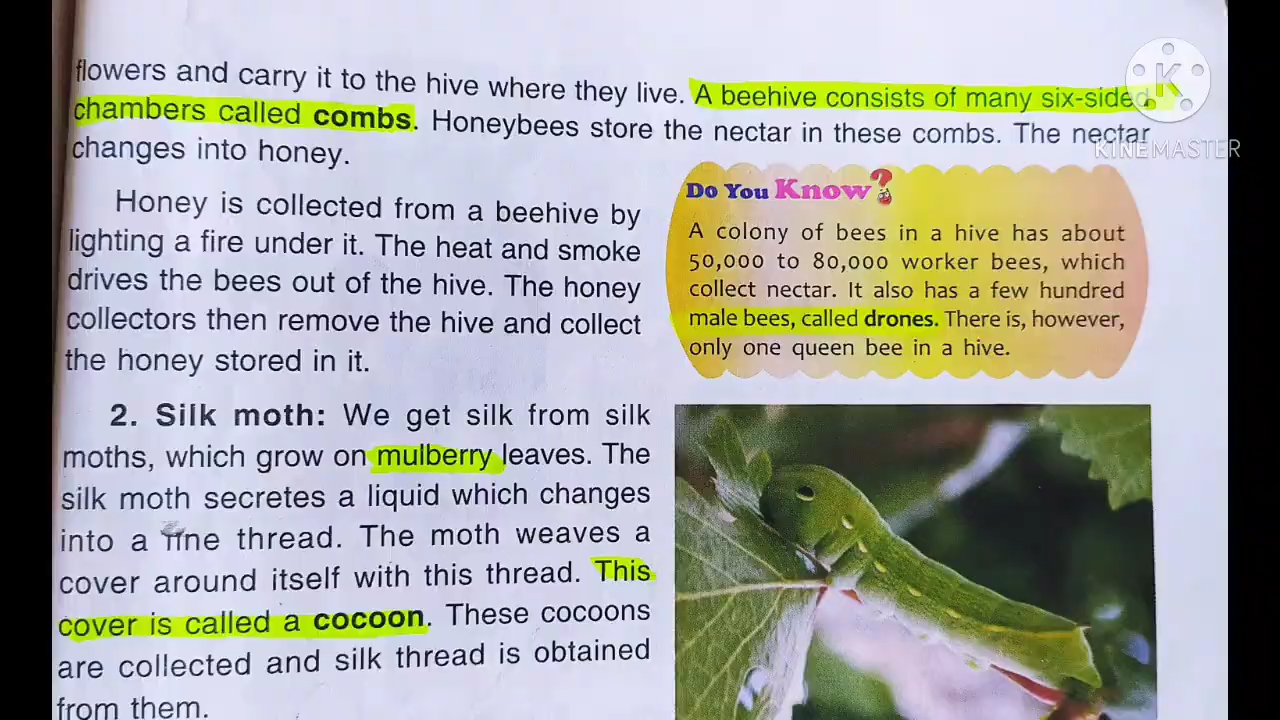 flowers and carry it to the hive where they live. A beehive consists of many six-sided
chambers called combs. Honeybees store the nectar in these combs. The nectar
changes into honey.
Honey is collected from a beehive by
lighting a fire under it. The heat and smoke
drives the bees out of the hive. The honey
collectors then remove the hive and collect
the honey stored in it.
Do You Know?
A colony of bees in a hive has about
50,000 to 80,000 worker bees, which
collect nectar. It also has a few hundred
male bees, called drones. There is, however,
only one queen bee in a hive.
2. Silk moth: We get silk from silk
moths, which grow on mulberry leaves. The
silk moth secretes a liquid which changes
into a fine thread. The moth weaves a
cover around itself with this thread. This
cover is called a cocoon. These cocoons
are collected and silk thread is obtained
from them.
K
KINEMASTER